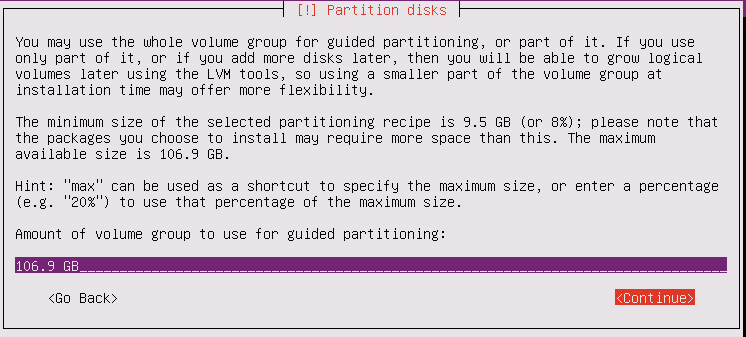 [!] Partition disks
You may use the whole volume group for guided partitioning, or part of it. If you use
only part of it, or if you add more disks later, then you will be able to grow logical
volumes later using the LVM tools, so using a smaller part of the volume group at
installation time may offer more flexibility.
The minimum size of the selected partitioning recipe is 9.5 GB (or 8%); please note that
the packages you choose to install may require more space than this. The maximum
available size is 106.9 GB.
Hint: "max" can be used as a shortcut to specify the maximum size, or enter a percentage
(e.g. "20%") to use that percentage of the maximum size.
Amount of volume group to use for guided partitioning:
106.9 GB
<Go Back> <Continue>